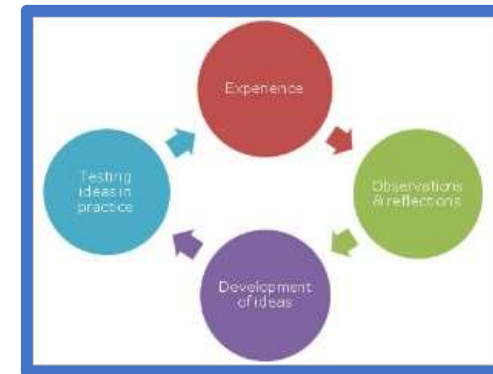 Experience
Observations
& reflections
Development
of ideas
Testing
ideas in
practice